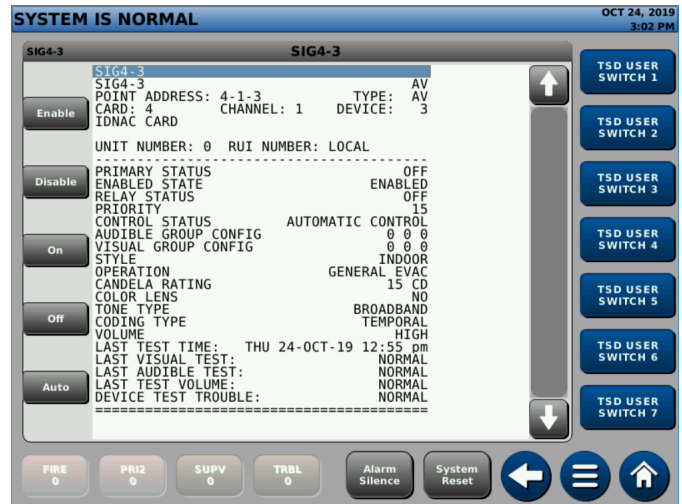 SYSTEM IS NORMAL
OCT 24, 2019
3:02 PM
SIG4-3
SIG4-3
SIG4-3
SIG4-3 AV
POINT ADDRESS: 4-1-3 TYPE: AV
CARD: 4 CHANNEL: 1 DEVICE: 3
IDNAC CARD
UNIT NUMBER: 0 RUI NUMBER: LOCAL
----------------------------------------
PRIMARY STATUS OFF
ENABLED STATE ENABLED
RELAY STATUS OFF
PRIORITY 15
CONTROL STATUS AUTOMATIC CONTROL
AUDIBLE GROUP CONFIG 0 0 0
VISUAL GROUP CONFIG 0 0 0
STYLE INDOOR
OPERATION GENERAL EVAC
CANDELA RATING 15 CD
COLOR LENS NO
TONE TYPE BROADBAND
CODING TYPE TEMPORAL
VOLUME HIGH
LAST TEST TIME: THU 24-OCT-19 12:55 pm
LAST VISUAL TEST: NORMAL
LAST AUDIBLE TEST: NORMAL
LAST TEST VOLUME: NORMAL
DEVICE TEST TROUBLE: NORMAL
========================================
Enable
Disable
On
Off
Auto
TSD USER
SWITCH 1
TSD USER
SWITCH 2
TSD USER
SWITCH 3
TSD USER
SWITCH 4
TSD USER
SWITCH 5
TSD USER
SWITCH 6
TSD USER
SWITCH 7
FIRE
0
PRI2
0
SUPV
0
TRBL
0
Alarm
Silence
System
Reset